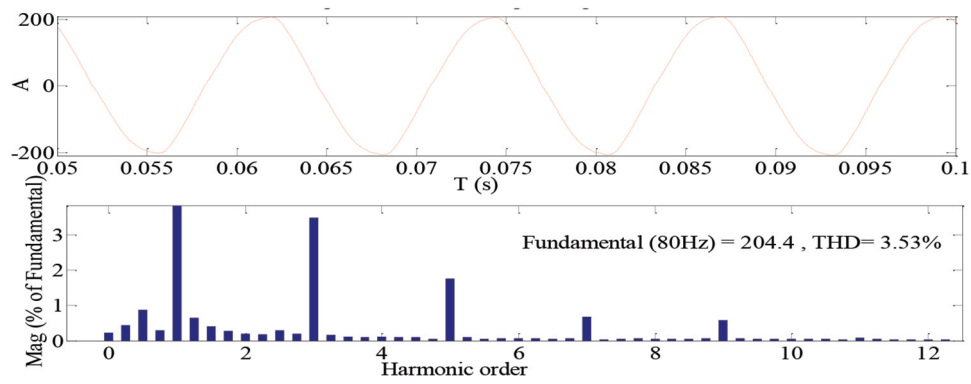 200
0
-200
A
0.05 0.055 0.06 0.065 0.07 0.075 0.08 0.085 0.09 0.095 0.1
T (s)
Mag (% of Fundamental)
3
2
1
0
Fundamental (80Hz) = 204.4 , THD= 3.53%
0 2 4 6 8 10 12
Harmonic order